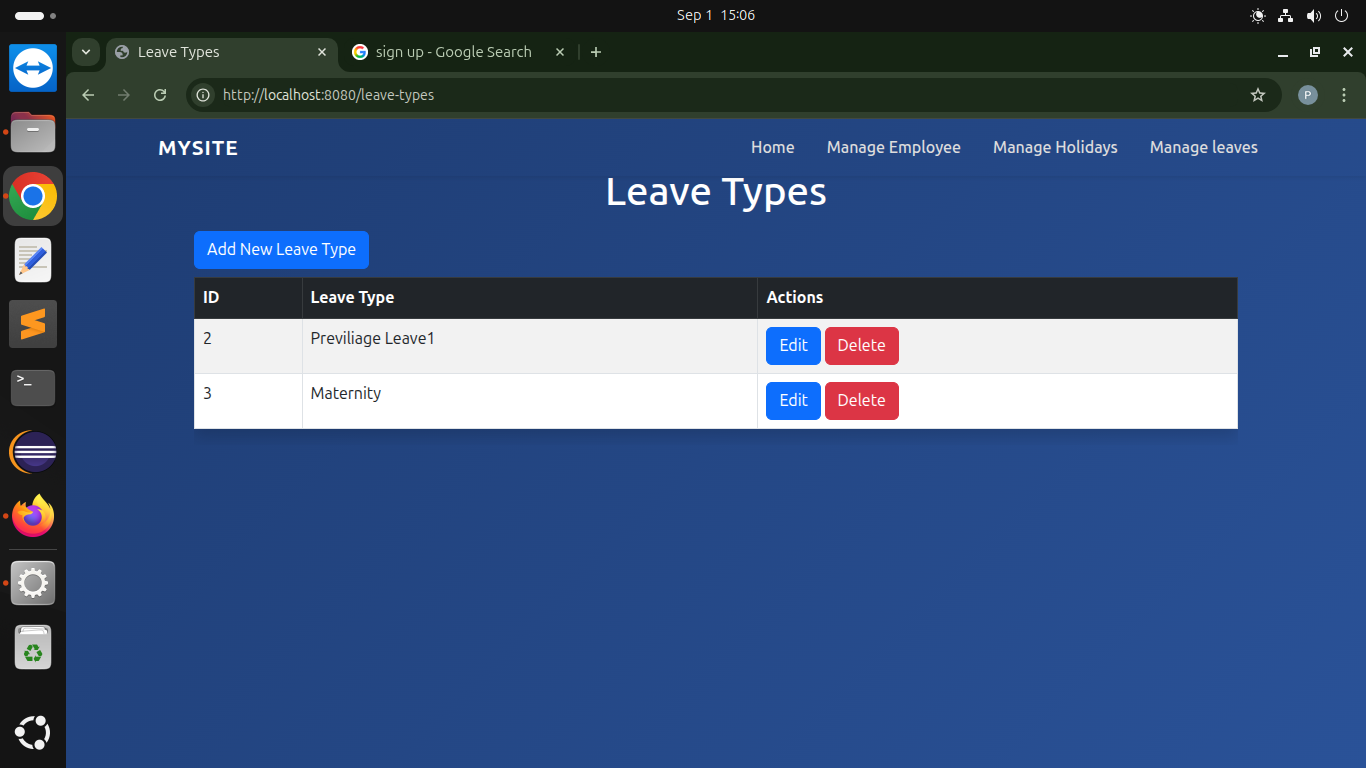 Sep 1 15:06
Leave Types
sign up - Google Search
http://localhost:8080/leave-types
P
MYSITE
Home
Manage Employee
Manage Holidays
Manage leaves
Leave Types
Add New Leave Type
ID Leave Type Actions
2 Previliage Leave1 Edit Delete
3 Maternity Edit Delete